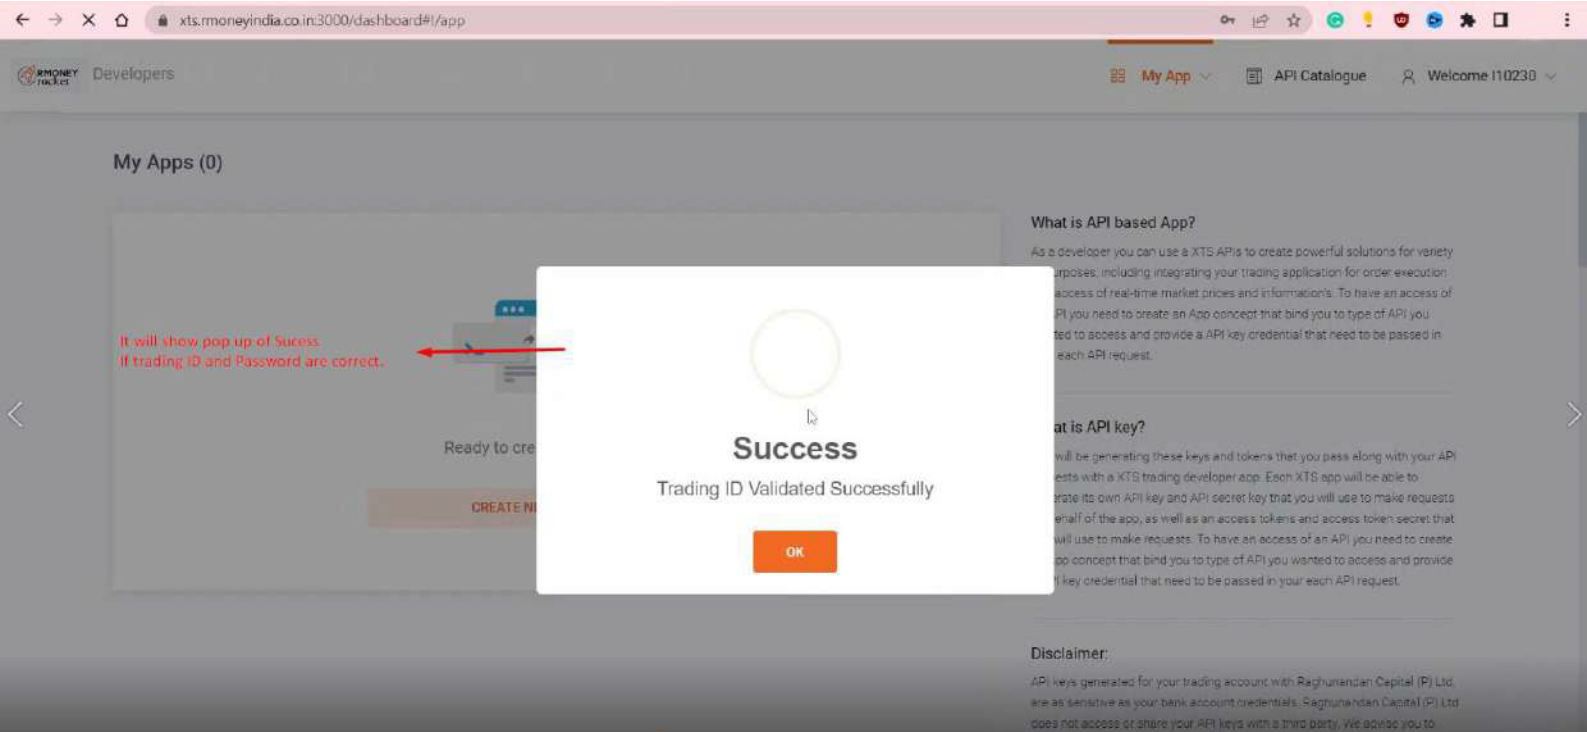 xts.rmoneyindia.co.in:3000/dashboard#!/app
RMONEY
rocket
Developers
My App
API Catalogue
Welcome I10230
My Apps (0)
It will show pop up of Sucess
If trading ID and Password are correct.
Ready to cre
CREATE N
Success
Trading ID Validated Successfully
OK
What is API based App?
As a developer you can use a XTS APIs to create powerful solutions for variety
urposes, including integrating your trading application for order execution
access of real-time market prices and information's. To have an access of
PI you need to create an App concept that bind you to type of API you
ted to access and provide a API key credential that need to be passed in
each API request.
at is API key?
will be generating these keys and tokens that you pass along with your API
ests with a XTS trading developer app. Each XTS app will be able to
erate its own API key and API secret key that you will use to make requests
ehalf of the app, as well as an access tokens and access token secret that
will use to make requests. To have an access of an API you need to create
pp concept that bind you to type of API you wanted to access and provide
key credential that need to be passed in your each API request.
Disclaimer:
API keys generated for your trading account with Raghunandan Capital (P) Ltd.
are as sensitive as your bank account credentials. Raghunandan Capital (P) Ltd
does not access or share your API keys with a third party. We advise you to